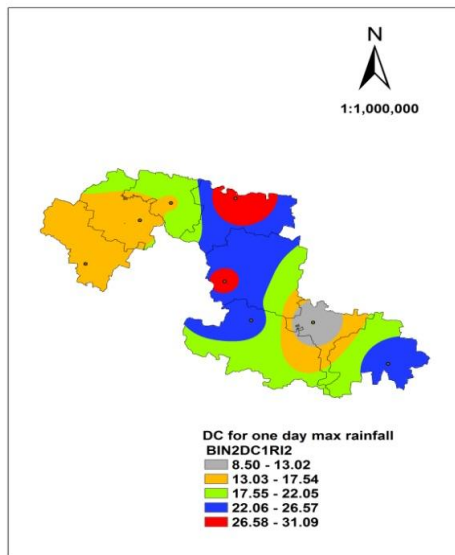 N
1:1,000,000
DC for one day max rainfall
BIN2DC1RI2
8.50 - 13.02
13.03 - 17.54
17.55 - 22.05
22.06 - 26.57
26.58 - 31.09